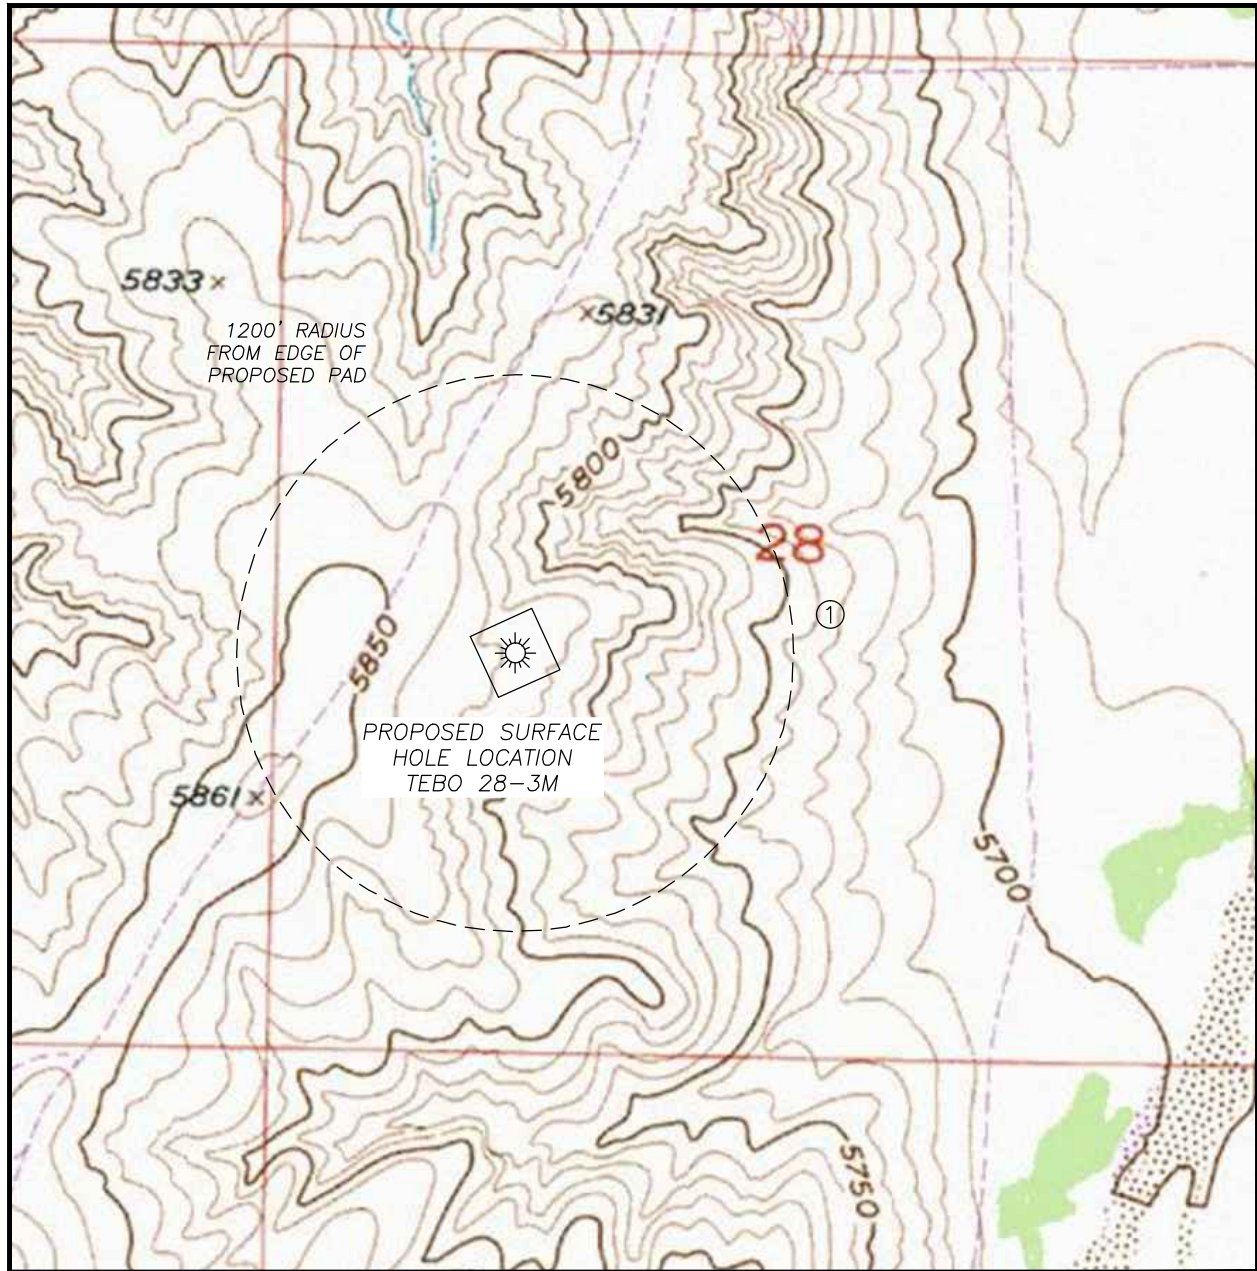 5833
5831
1200' RADIUS
FROM EDGE OF
PROPOSED PAD
5800
28
1
5850
PROPOSED SURFACE
HOLE LOCATION
TEBO 28-3M
5861
5700
5750